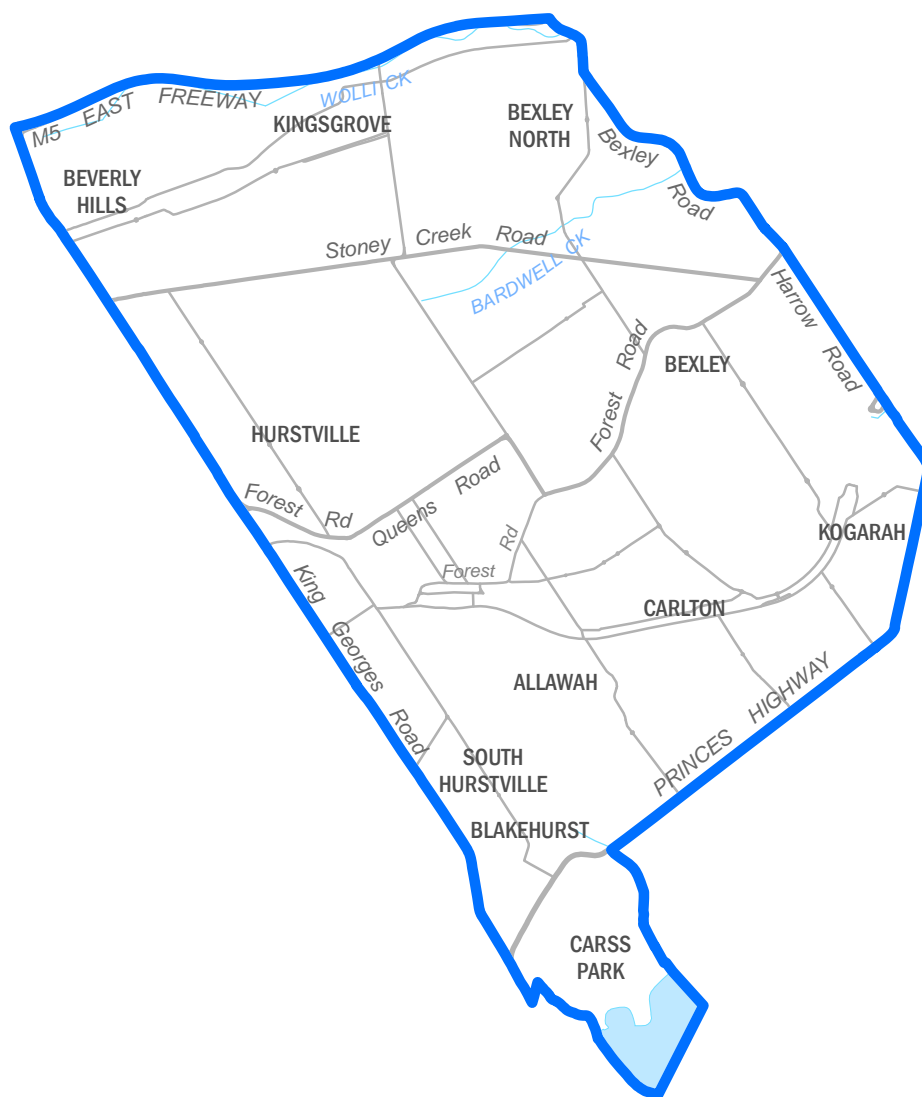 M5 EAST FREEWAY
WOLLI CK
KINGSGROVE
BEXLEY
NORTH
Bexley
Road
BEVERLY
HILLS
Stoney Creek Road
BARDWELL CK
Harrow
Road
BEXLEY
Forest Road
HURSTVILLE
Forest Rd
Queens Road
KOGARAH
Forest Rd
King Georges Road
CARLTON
ALLAWAH
PRINCES HIGHWAY
SOUTH
HURSTVILLE
BLAKEHURST
CARSS
PARK